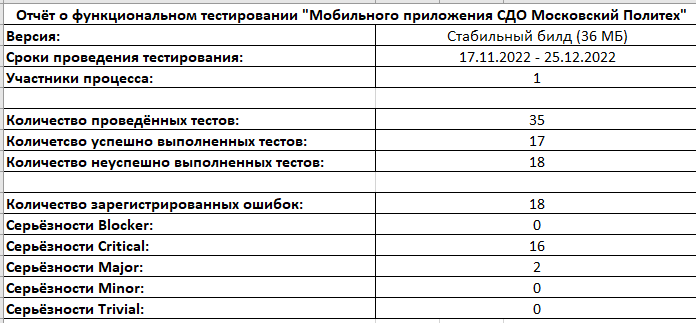 Отчёт о функциональном тестировании "Мобильного приложения СДО Московский Политех"
Версия: Стабильный билд (36 МБ)
Сроки проведения тестирования: 17.11.2022 - 25.12.2022
Участники процесса: 1
Количество проведённых тестов: 35
Количетсво успешно выполненных тестов: 17
Количество неуспешно выполненных тестов: 18
Количество зарегистрированных ошибок: 18
Серьёзности Blocker: 0
Серьёзности Critical: 16
Серьёзности Major: 2
Серьёзности Minor: 0
Серьёзности Trivial: 0